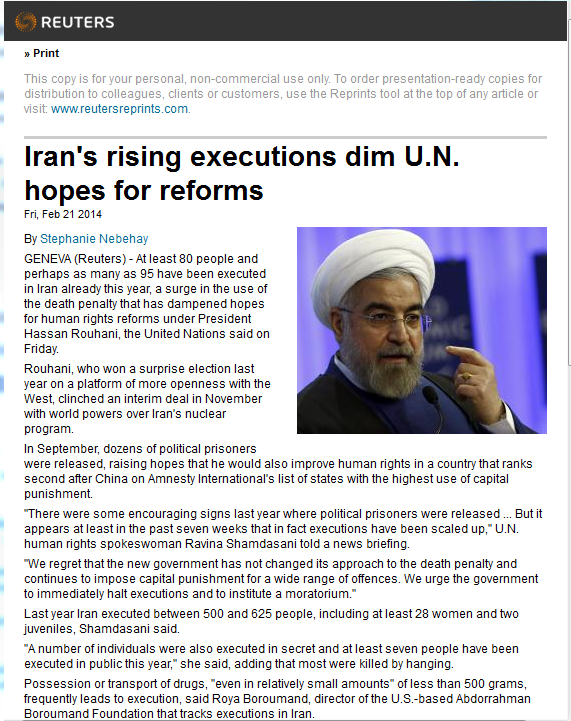 REUTERS
» Print
This copy is for your personal, non-commercial use only. To order presentation-ready copies for
distribution to colleagues, clients or customers, use the Reprints tool at the top of any article or
visit: www.reutersreprints.com.
Iran's rising executions dim U.N.
hopes for reforms
Fri, Feb 21 2014
By Stephanie Nebehay
GENEVA (Reuters) - At least 80 people and
perhaps as many as 95 have been executed
in Iran already this year, a surge in the use of
the death penalty that has dampened hopes
for human rights reforms under President
Hassan Rouhani, the United Nations said on
Friday.
Rouhani, who won a surprise election last
year on a platform of more openness with the
West, clinched an interim deal in November
with world powers over Iran's nuclear
program.
In September, dozens of political prisoners
were released, raising hopes that he would also improve human rights in a country that ranks
second after China on Amnesty International's list of states with the highest use of capital
punishment.
"There were some encouraging signs last year where political prisoners were released ... But it
appears at least in the past seven weeks that in fact executions have been scaled up," U.N.
human rights spokeswoman Ravina Shamdasani told a news briefing.
"We regret that the new government has not changed its approach to the death penalty and
continues to impose capital punishment for a wide range of offences. We urge the government
to immediately halt executions and to institute a moratorium."
Last year Iran executed between 500 and 625 people, including at least 28 women and two
juveniles, Shamdasani said.
"A number of individuals were also executed in secret and at least seven people have been
executed in public this year," she said, adding that most were killed by hanging.
Possession or transport of drugs, "even in relatively small amounts" of less than 500 grams,
frequently leads to execution, said Roya Boroumand, director of the U.S.-based Abdorrahman
Boroumand Foundation that tracks executions in Iran.